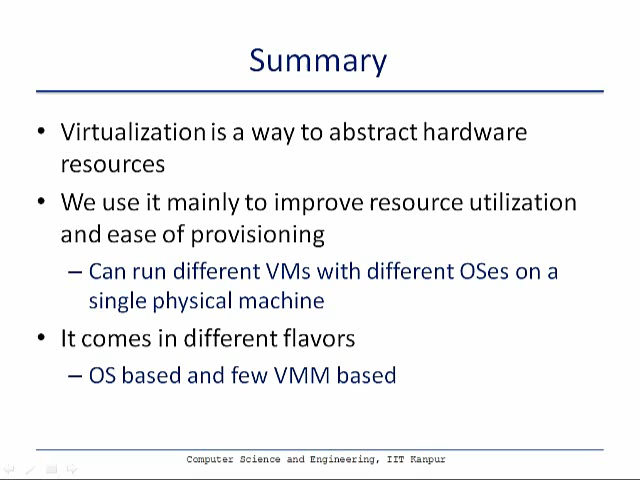 Summary
• Virtualization is a way to abstract hardware
resources
• We use it mainly to improve resource utilization
and ease of provisioning
– Can run different VMs with different OSes on a
single physical machine
• It comes in different flavors
– OS based and few VMM based
Computer Science and Engineering, IIT Kanpur